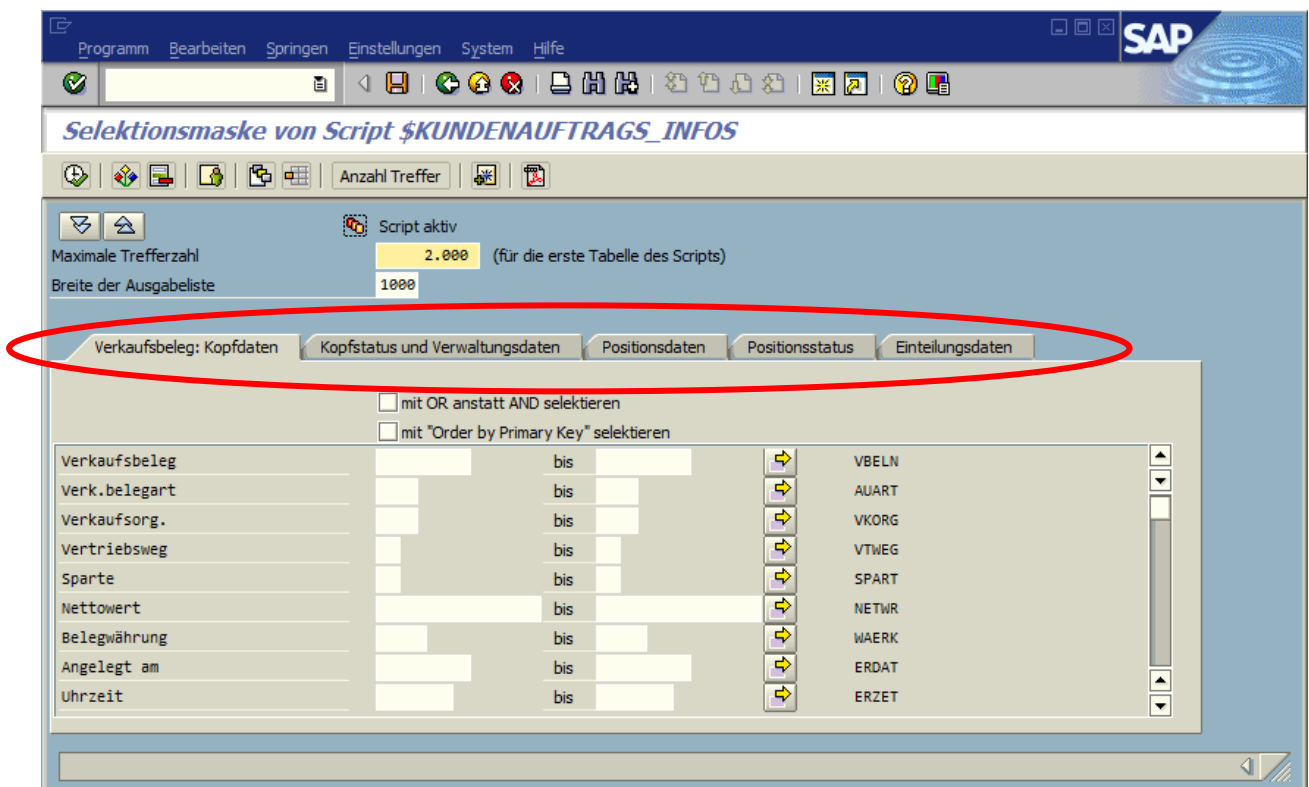 Programm Bearbeiten Springen Einstellungen System Hilfe
SAP
Selektionsmaske von Script $KUNDENAUFTRAGS_INFOS
Anzahl Treffer
Script aktiv
Maximale Trefferzahl 2.000 (für die erste Tabelle des Scripts)
Breite der Ausgabeliste 1000
Verkaufsbeleg: Kopfdaten Kopfstatus und Verwaltungsdaten Positionsdaten Positionsstatus Einteilungsdaten
mit OR anstatt AND selektieren
mit "Order by Primary Key" selektieren
Verkaufsbeleg bis VBELN
Verk.belegart bis AUART
Verkaufsorg. bis VKORG
Vertriebsweg bis VTWEG
Sparte bis SPART
Nettowert bis NETWR
Belegwährung bis WAERK
Angelegt am bis ERDAT
Uhrzeit bis ERZET